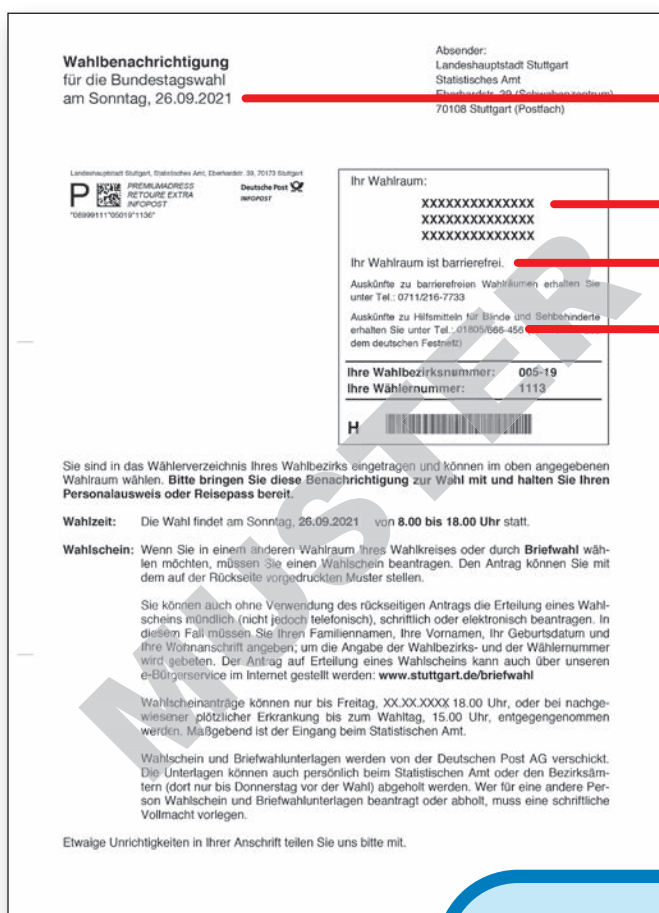 Wahlbenachrichtigung
für die Bundestagswahl
am Sonntag, 26.09.2021
Absender:
Landeshauptstadt Stuttgart
Statistisches Amt
Eberhardstr. 39 (Schwabenzentrum)
70108 Stuttgart (Postfach)
Landeshauptstadt Stuttgart, Statistisches Amt, Eberhardstr. 39, 70173 Stuttgart
P PREMIUMADRESS
RETOURE EXTRA
INFOPOST
Deutsche Post
INFOPOST
*08999111*05019*1136*
Ihr Wahlraum:
XXXXXXXXXXXXXX
XXXXXXXXXXXXXX
XXXXXXXXXXXXXX
Ihr Wahlraum ist barrierefrei.
Auskünfte zu barrierefreien Wahlräumen erhalten Sie
unter Tel.: 0711/216-7733
Auskünfte zu Hilfsmitteln für Blinde und Sehbehinderte
erhalten Sie unter Tel.: 01805/666-456
dem deutschen Festnetz)
Ihre Wahlbezirksnummer: 005-19
Ihre Wählernummer: 1113
H
Sie sind in das Wählerverzeichnis Ihres Wahlbezirks eingetragen und können im oben angegebenen
Wahlraum wählen. Bitte bringen Sie diese Benachrichtigung zur Wahl mit und halten Sie Ihren
Personalausweis oder Reisepass bereit.
Wahlzeit: Die Wahl findet am Sonntag, 26.09.2021 von 8.00 bis 18.00 Uhr statt.
Wahlschein: Wenn Sie in einem anderen Wahlraum Ihres Wahlkreises oder durch Briefwahl wäh-
len möchten, müssen Sie einen Wahlschein beantragen. Den Antrag können Sie mit
dem auf der Rückseite vorgedruckten Muster stellen.
Sie können auch ohne Verwendung des rückseitigen Antrags die Erteilung eines Wahl-
scheins mündlich (nicht jedoch telefonisch), schriftlich oder elektronisch beantragen. In
diesem Fall müssen Sie Ihren Familiennamen, Ihre Vornamen, Ihr Geburtsdatum und
Ihre Wohnanschrift angeben; um die Angabe der Wahlbezirks- und der Wählernummer
wird gebeten. Der Antrag auf Erteilung eines Wahlscheins kann auch über unseren
e-Bürgerservice im Internet gestellt werden: www.stuttgart.de/briefwahl
Wahlscheinanträge können nur bis Freitag, XX.XX.XXXX 18.00 Uhr, oder bei nachge-
wiesener plötzlicher Erkrankung bis zum Wahltag, 15.00 Uhr, entgegengenommen
werden. Maßgebend ist der Eingang beim Statistischen Amt.
Wahlschein und Briefwahlunterlagen werden von der Deutschen Post AG verschickt.
Die Unterlagen können auch persönlich beim Statistischen Amt oder den Bezirksäm-
tern (dort nur bis Donnerstag vor der Wahl) abgeholt werden. Wer für eine andere Per-
son Wahlschein und Briefwahlunterlagen beantragt oder abholt, muss eine schriftliche
Vollmacht vorlegen.
Etwaige Unrichtigkeiten in Ihrer Anschrift teilen Sie uns bitte mit.
MUSTER